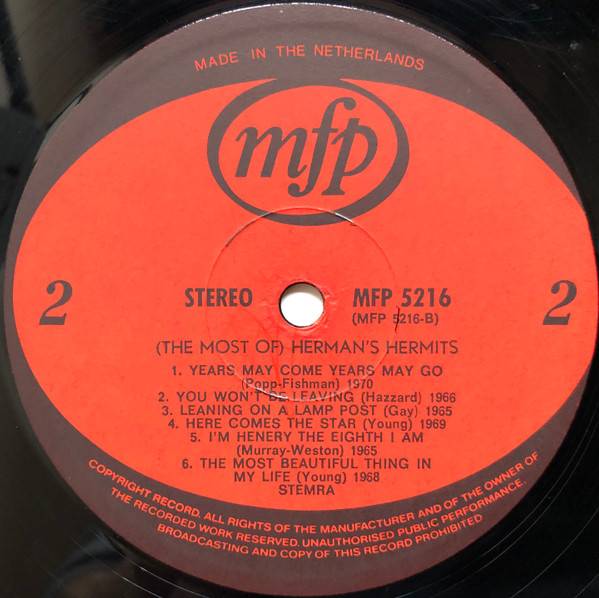 MADE IN THE NETHERLANDS
mfp
2 STEREO MFP 5216 2
(MFP 5216-B)
(THE MOST OF) HERMAN'S HERMITS
1. YEARS MAY COME YEARS MAY GO
(Popp-Fishman) 1970
2. YOU WON'T BE LEAVING (Hazzard) 1966
3. LEANING ON A LAMP POST (Gay) 1965
4. HERE COMES THE STAR (Young) 1969
5. I'M HENERY THE EIGHTH I AM
(Murray-Weston) 1965
6. THE MOST BEAUTIFUL THING IN
MY LIFE (Young) 1968
STEMRA
COPYRIGHT RECORD. ALL RIGHTS OF THE MANUFACTURER AND OF THE OWNER OF
THE RECORDED WORK RESERVED. UNAUTHORISED PUBLIC PERFORMANCE.
BROADCASTING AND COPY OF THIS RECORD PROHIBITED